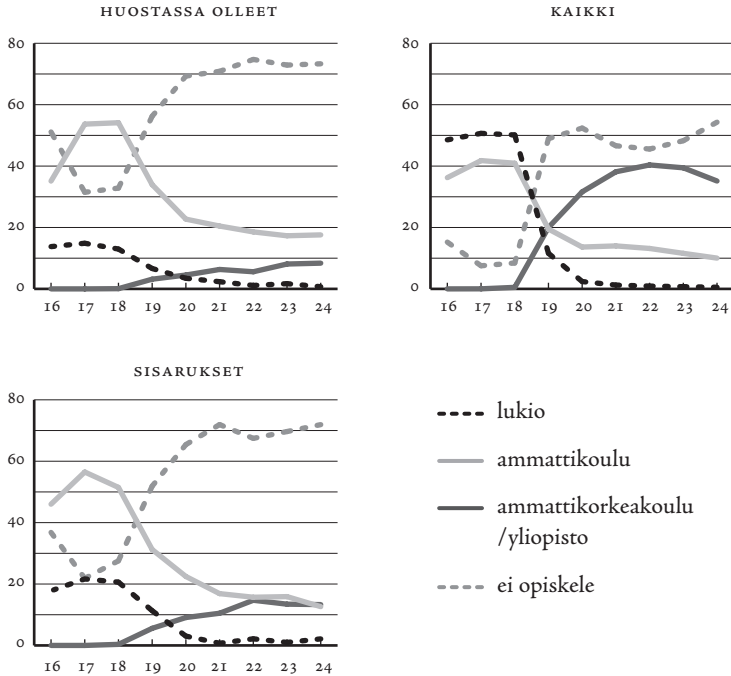 HUOSTASSA OLLEET
80
60
40
20
0
16 17 18 19 20 21 22 23 24
KAIKKI
80
60
40
20
0
16 17 18 19 20 21 22 23 24
SISARUKSET
80
60
40
20
0
16 17 18 19 20 21 22 23 24
lukio
ammattikoulu
ammattikorkeakoulu
/yliopisto
ei opiskele